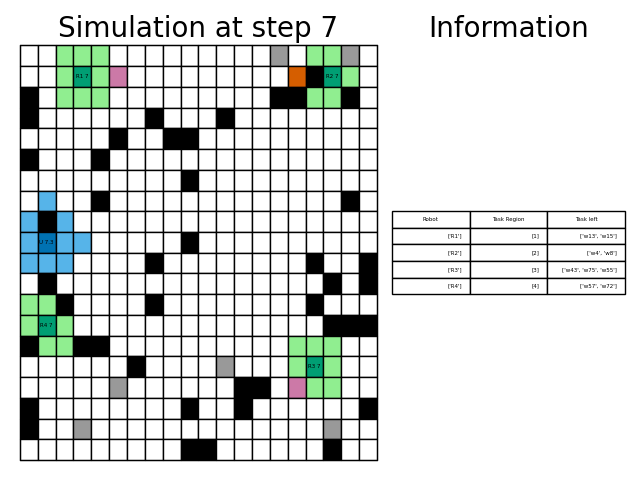 Simulation at step 7
Information
R1 7
R2 7
U 7.3
R4 7
R3 7
Robot Task Region Task left
['R1'] [1] ['w13', 'w15']
['R2'] [2] ['w4', 'w8']
['R3'] [3] ['w43', 'w75', 'w55']
['R4'] [4] ['w57', 'w72']